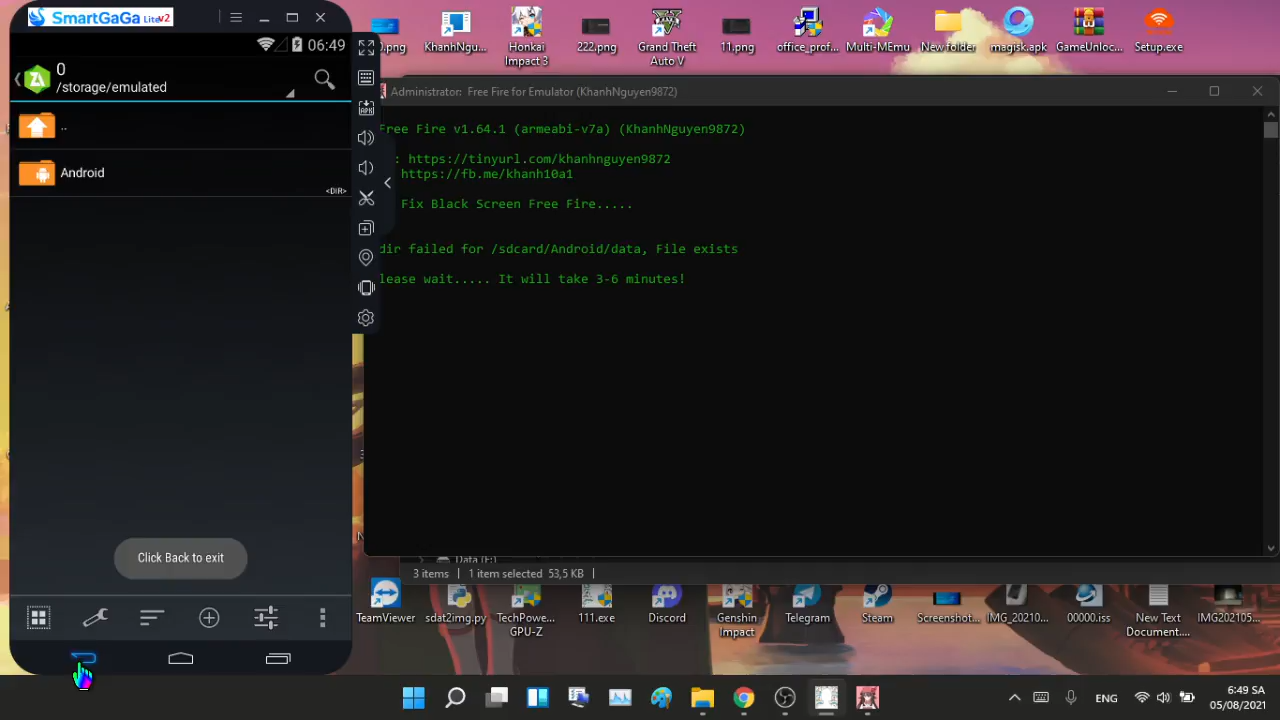 SmartGaGa Lite v2
06:49
0
/storage/emulated
..
Android
<DIR>
Click Back to exit
0.png
KhanhNgu...
Honkai Impact 3
222.png
Grand Theft Auto V
11.png
office_prof...
Multi-MEmu
New folder
magisk.apk
GameUnloc...
Setup.exe
Administrator: Free Fire for Emulator (KhanhNguyen9872)
Free Fire v1.64.1 (armeabi-v7a) (KhanhNguyen9872)
: https://tinyurl.com/khanhnguyen9872
https://fb.me/khanh10a1
Fix Black Screen Free Fire.....
dir failed for /sdcard/Android/data, File exists
lease wait..... It will take 3-6 minutes!
Data (E:)
3 items
1 item selected 53,5 KB
TeamViewer
sdat2img.py
TechPowe... GPU-Z
111.exe
Discord
Genshin Impact
Telegram
Steam
Screenshot...
IMG_20210...
00000.iss
New Text Document...
IMG202105...
ENG
6:49 SA
05/08/2021